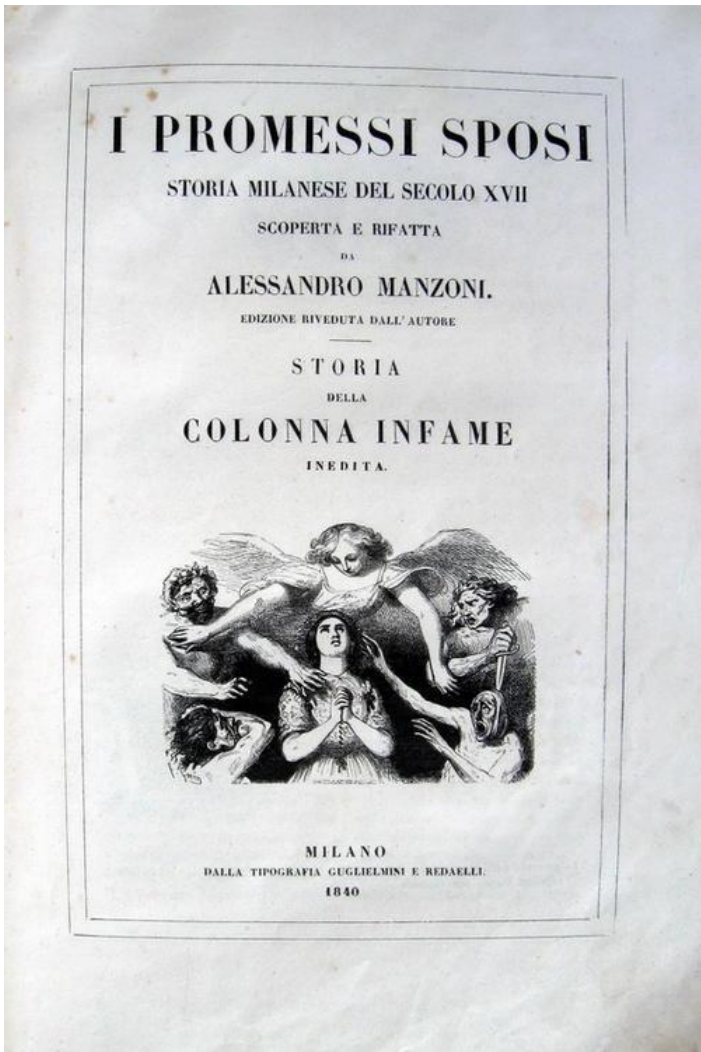 I PROMESSI SPOSI
STORIA MILANESE DEL SECOLO XVII
SCOPERTA E RIFATTA
DA
ALESSANDRO MANZONI.
EDIZIONE RIVEDUTA DALL'AUTORE
STORIA
DELLA
COLONNA INFAME
INEDITA.
MILANO
DALLA TIPOGRAFIA GUGLIELMINI E REDAELLI.
1840